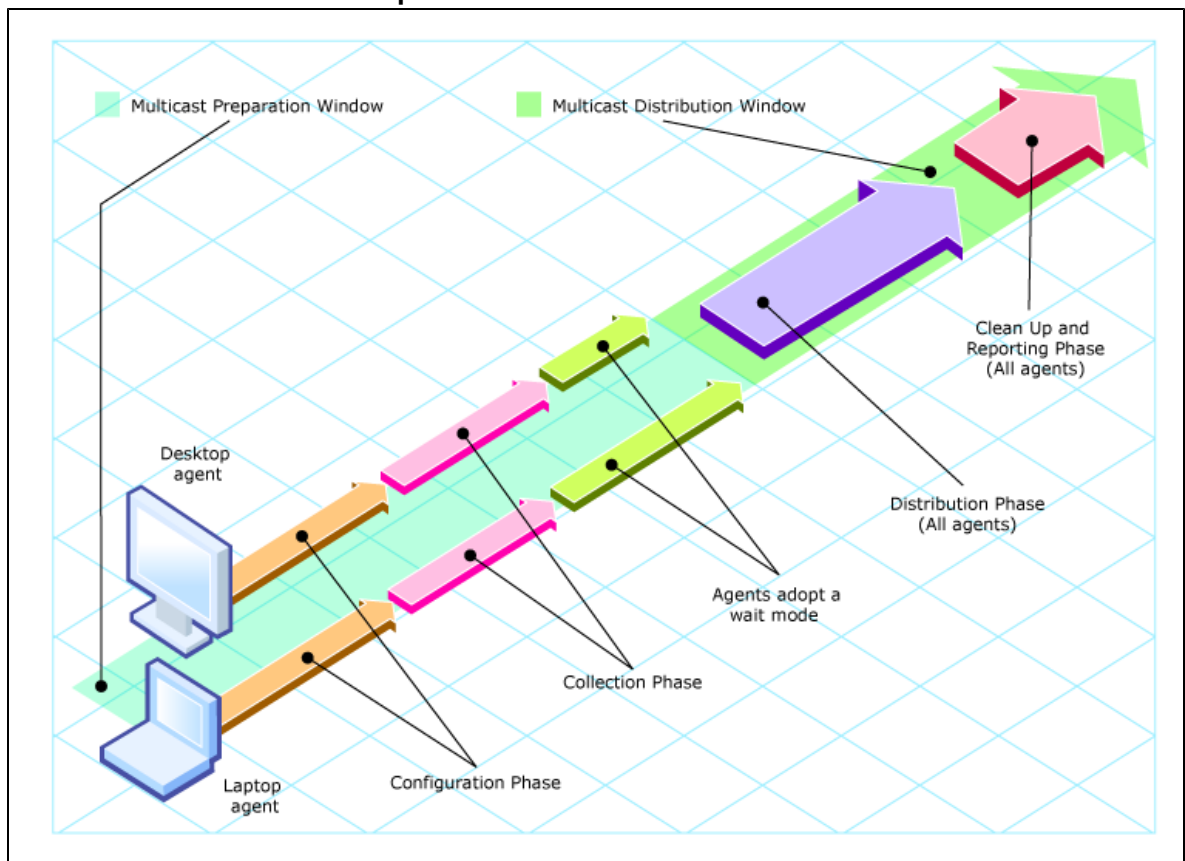 Multicast Preparation Window
Multicast Distribution Window
Clean Up and
Reporting Phase
(All agents)
Desktop
agent
Distribution Phase
(All agents)
Agents adopt a
wait mode
Collection Phase
Configuration Phase
Laptop
agent